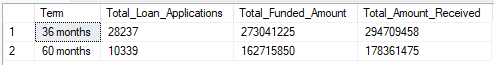 Term Total_Loan_Applications Total_Funded_Amount Total_Amount_Received
1 36 months 28237 273041225 294709458
2 60 months 10339 162715850 178361475